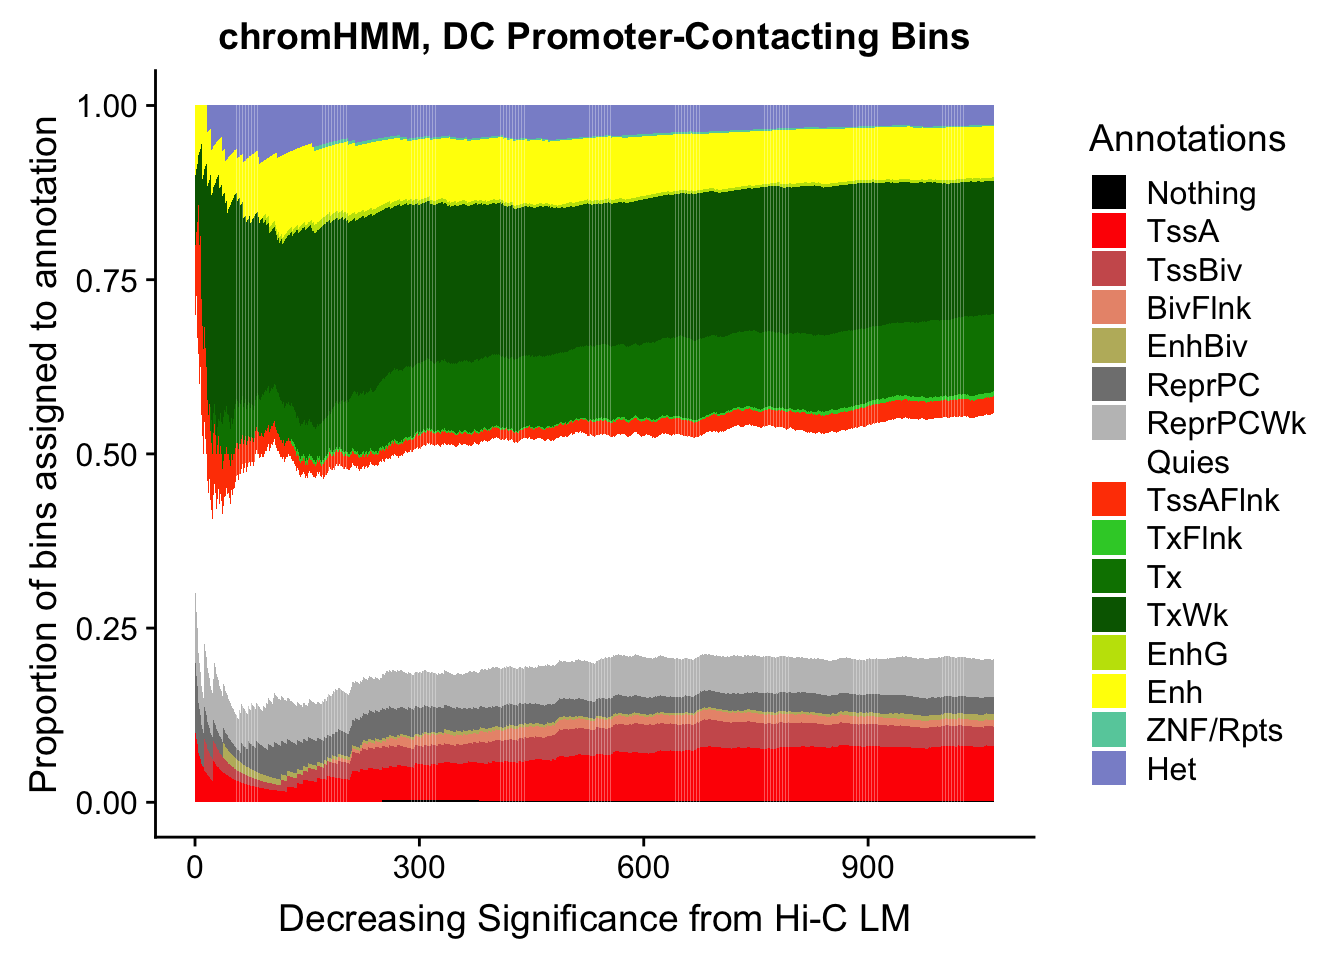 chromHMM, DC Promoter-Contacting Bins
Proportion of bins assigned to annotation
1.00
0.75
0.50
0.25
0.00
0
300
600
900
Decreasing Significance from Hi-C LM
Annotations
Nothing
TssA
TssBiv
BivFlnk
EnhBiv
ReprPC
ReprPCWk
Quies
TssAFlnk
TxFlnk
Tx
TxWk
EnhG
Enh
ZNF/Rpts
Het